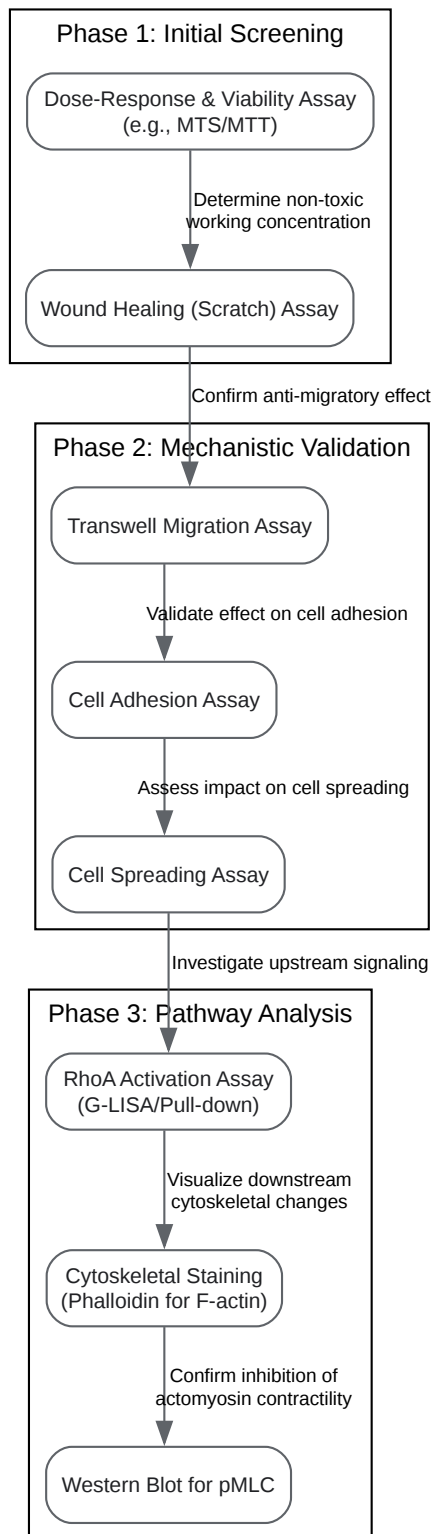 Phase 1: Initial Screening
Dose-Response & Viability Assay
(e.g., MTS/MTT)
Determine non-toxic
working concentration
Wound Healing (Scratch) Assay
Confirm anti-migratory effect
Phase 2: Mechanistic Validation
Transwell Migration Assay
Validate effect on cell adhesion
Cell Adhesion Assay
Assess impact on cell spreading
Cell Spreading Assay
Investigate upstream signaling
Phase 3: Pathway Analysis
RhoA Activation Assay
(G-LISA/Pull-down)
Visualize downstream
cytoskeletal changes
Cytoskeletal Staining
(Phalloidin for F-actin)
Confirm inhibition of
actomyosin contractility
Western Blot for pMLC